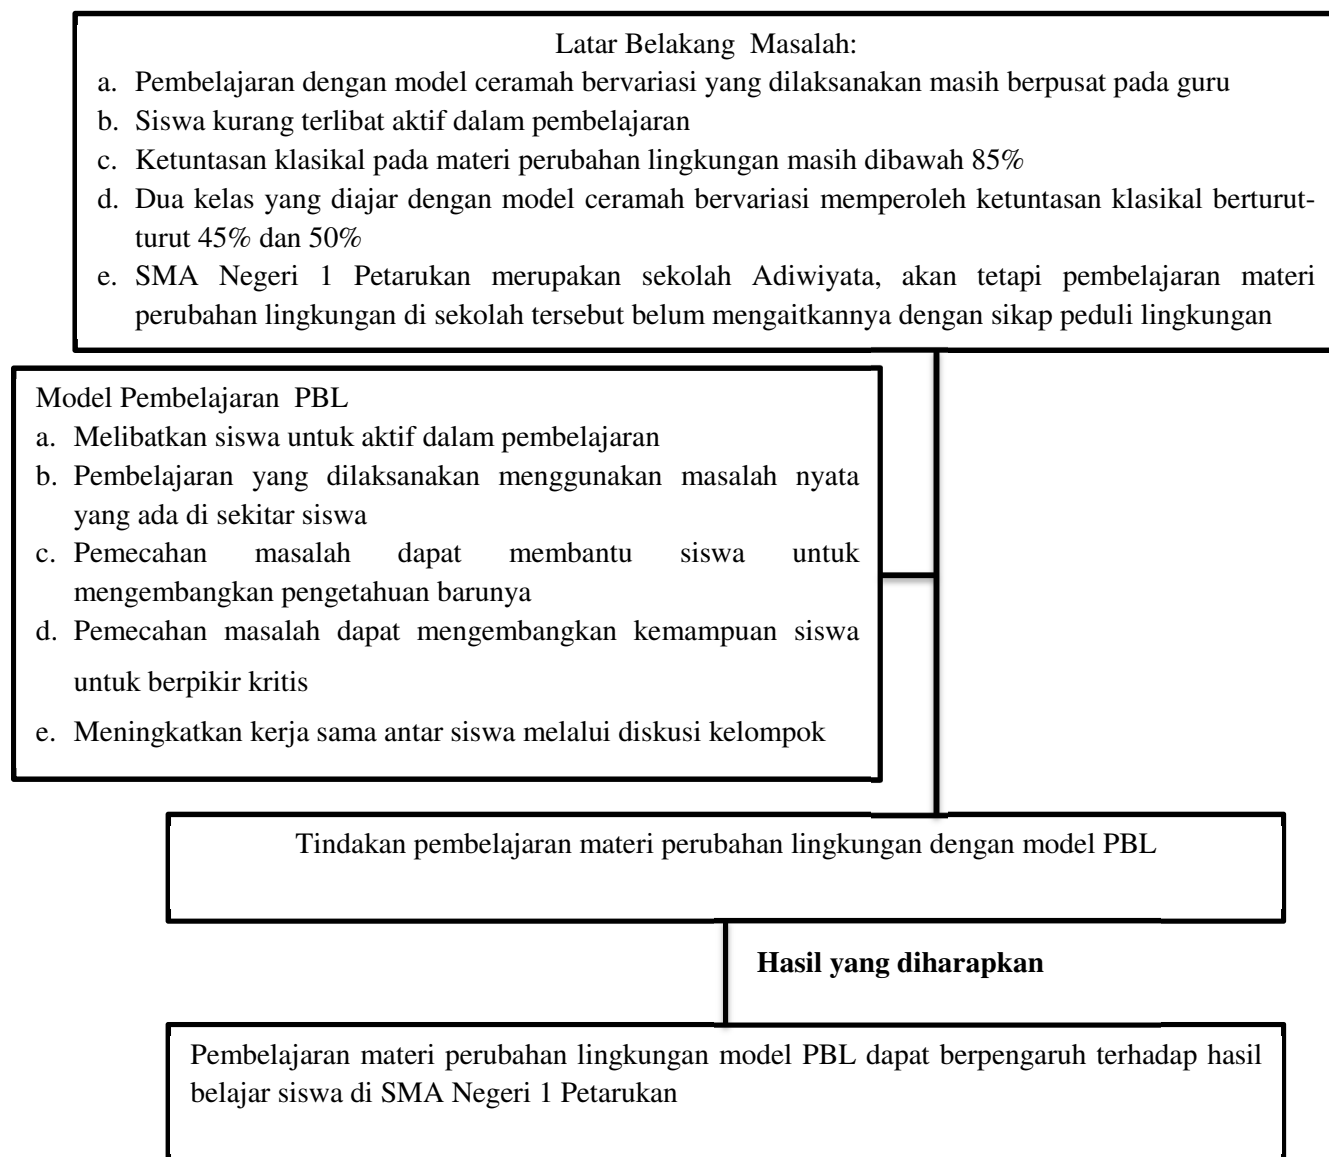 Latar Belakang Masalah:
a. Pembelajaran dengan model ceramah bervariasi yang dilaksanakan masih berpusat pada guru
b. Siswa kurang terlibat aktif dalam pembelajaran
c. Ketuntasan klasikal pada materi perubahan lingkungan masih dibawah 85%
d. Dua kelas yang diajar dengan model ceramah bervariasi memperoleh ketuntasan klasikal berturut-
turut 45% dan 50%
e. SMA Negeri 1 Petarukan merupakan sekolah Adiwiyata, akan tetapi pembelajaran materi
perubahan lingkungan di sekolah tersebut belum mengaitkannya dengan sikap peduli lingkungan
Model Pembelajaran PBL
a. Melibatkan siswa untuk aktif dalam pembelajaran
b. Pembelajaran yang dilaksanakan menggunakan masalah nyata
yang ada di sekitar siswa
c. Pemecahan masalah dapat membantu siswa untuk
mengembangkan pengetahuan barunya
d. Pemecahan masalah dapat mengembangkan kemampuan siswa
untuk berpikir kritis
e. Meningkatkan kerja sama antar siswa melalui diskusi kelompok
Tindakan pembelajaran materi perubahan lingkungan dengan model PBL
Hasil yang diharapkan
Pembelajaran materi perubahan lingkungan model PBL dapat berpengaruh terhadap hasil
belajar siswa di SMA Negeri 1 Petarukan